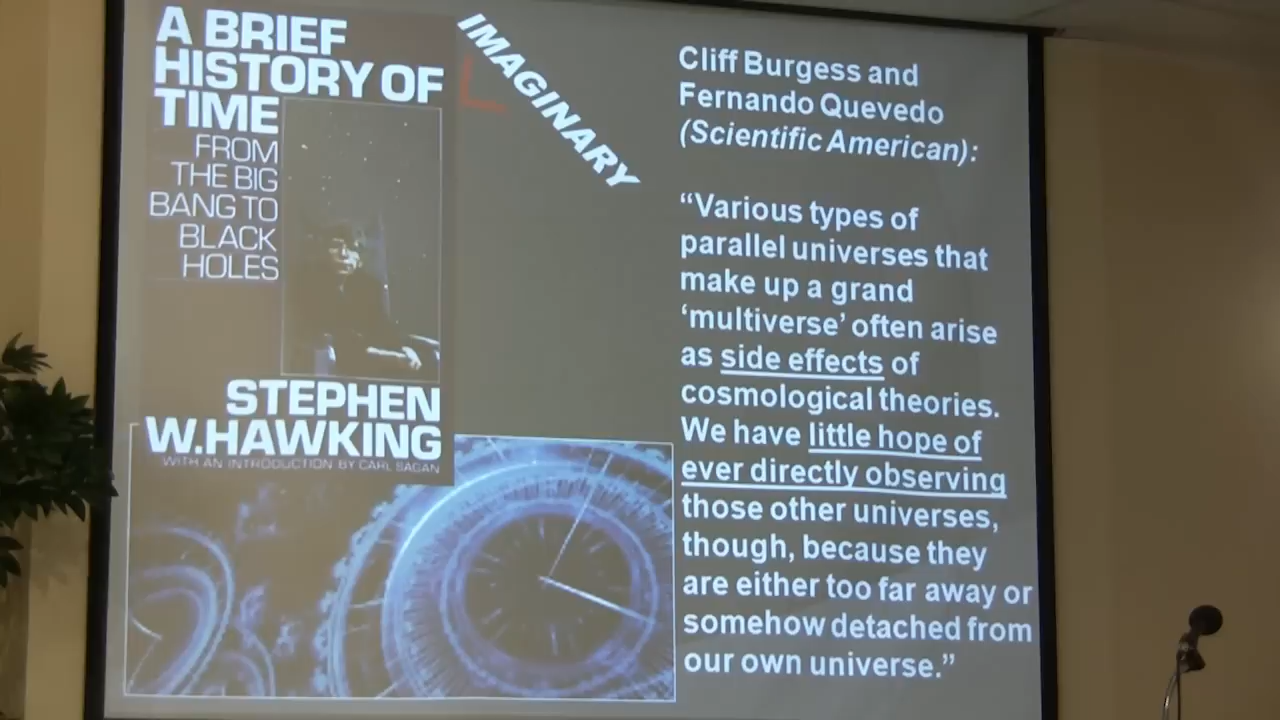 A BRIEF
HISTORY OF
TIME
FROM
THE BIG
BANG TO
BLACK
HOLES
STEPHEN
W.HAWKING
WITH AN INTRODUCTION BY CARL SAGAN
IMAGINARY
Cliff Burgess and
Fernando Quevedo
(Scientific American):
“Various types of
parallel universes that
make up a grand
‘multiverse’ often arise
as side effects of
cosmological theories.
We have little hope of
ever directly observing
those other universes,
though, because they
are either too far away or
somehow detached from
our own universe.”